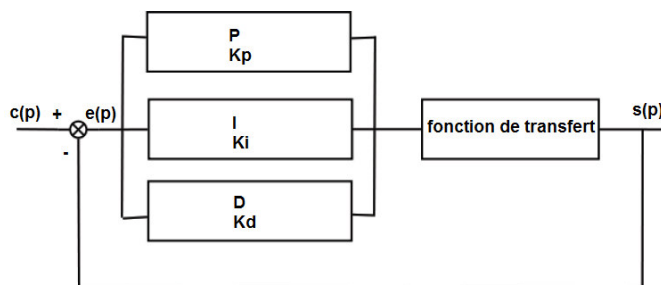 P
Kp
c(p) + e(p)
-
I
Ki
fonction de transfert
s(p)
D
Kd